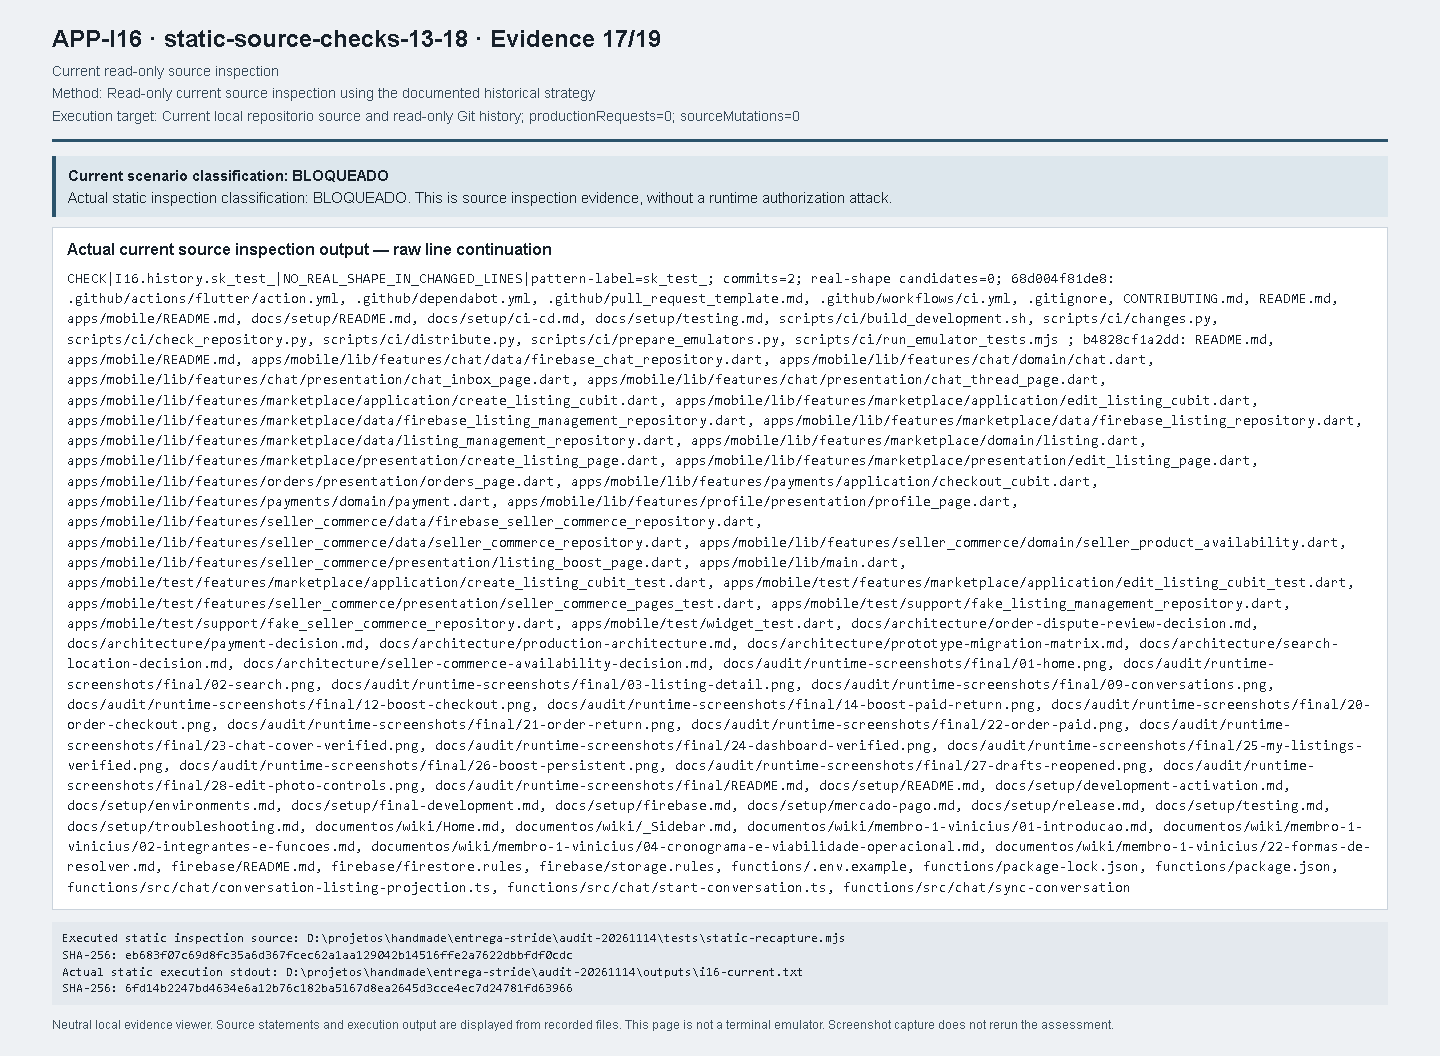 APP-I16 · static-source-checks-13-18 · Evidence 17/19
Current read-only source inspection
Method: Read-only current source inspection using the documented historical strategy
Execution target: Current local repositorio source and read-only Git history; productionRequests=0; sourceMutations=0
Current scenario classification: BLOQUEADO
Actual static inspection classification: BLOQUEADO. This is source inspection evidence, without a runtime authorization attack.
Actual current source inspection output — raw line continuation
CHECK|I16.history.sk_test_|NO_REAL_SHAPE_IN_CHANGED_LINES|pattern-label=sk_test_; commits=2; real-shape candidates=0; 68d004f81de8:
.github/actions/flutter/action.yml, .github/dependabot.yml, .github/pull_request_template.md, .github/workflows/ci.yml, .gitignore, CONTRIBUTING.md, README.md,
apps/mobile/README.md, docs/setup/README.md, docs/setup/ci-cd.md, docs/setup/testing.md, scripts/ci/build_development.sh, scripts/ci/changes.py,
scripts/ci/check_repository.py, scripts/ci/distribute.py, scripts/ci/prepare_emulators.py, scripts/ci/run_emulator_tests.mjs ; b4828cf1a2dd: README.md,
apps/mobile/README.md, apps/mobile/lib/features/chat/data/firebase_chat_repository.dart, apps/mobile/lib/features/chat/domain/chat.dart,
apps/mobile/lib/features/chat/presentation/chat_inbox_page.dart, apps/mobile/lib/features/chat/presentation/chat_thread_page.dart,
apps/mobile/lib/features/marketplace/application/create_listing_cubit.dart, apps/mobile/lib/features/marketplace/application/edit_listing_cubit.dart,
apps/mobile/lib/features/marketplace/data/firebase_listing_management_repository.dart, apps/mobile/lib/features/marketplace/data/firebase_listing_repository.dart,
apps/mobile/lib/features/marketplace/data/listing_management_repository.dart, apps/mobile/lib/features/marketplace/domain/listing.dart,
apps/mobile/lib/features/marketplace/presentation/create_listing_page.dart, apps/mobile/lib/features/marketplace/presentation/edit_listing_page.dart,
apps/mobile/lib/features/orders/presentation/orders_page.dart, apps/mobile/lib/features/payments/application/checkout_cubit.dart,
apps/mobile/lib/features/payments/domain/payment.dart, apps/mobile/lib/features/profile/presentation/profile_page.dart,
apps/mobile/lib/features/seller_commerce/data/firebase_seller_commerce_repository.dart,
apps/mobile/lib/features/seller_commerce/data/seller_commerce_repository.dart, apps/mobile/lib/features/seller_commerce/domain/seller_product_availability.dart,
apps/mobile/lib/features/seller_commerce/presentation/listing_boost_page.dart, apps/mobile/lib/main.dart,
apps/mobile/test/features/marketplace/application/create_listing_cubit_test.dart, apps/mobile/test/features/marketplace/application/edit_listing_cubit_test.dart,
apps/mobile/test/features/seller_commerce/presentation/seller_commerce_pages_test.dart, apps/mobile/test/support/fake_listing_management_repository.dart,
apps/mobile/test/support/fake_seller_commerce_repository.dart, apps/mobile/test/widget_test.dart, docs/architecture/order-dispute-review-decision.md,
docs/architecture/payment-decision.md, docs/architecture/production-architecture.md, docs/architecture/prototype-migration-matrix.md, docs/architecture/search-
location-decision.md, docs/architecture/seller-commerce-availability-decision.md, docs/audit/runtime-screenshots/final/01-home.png, docs/audit/runtime-
screenshots/final/02-search.png, docs/audit/runtime-screenshots/final/03-listing-detail.png, docs/audit/runtime-screenshots/final/09-conversations.png,
docs/audit/runtime-screenshots/final/12-boost-checkout.png, docs/audit/runtime-screenshots/final/14-boost-paid-return.png, docs/audit/runtime-screenshots/final/20-
order-checkout.png, docs/audit/runtime-screenshots/final/21-order-return.png, docs/audit/runtime-screenshots/final/22-order-paid.png, docs/audit/runtime-
screenshots/final/23-chat-cover-verified.png, docs/audit/runtime-screenshots/final/24-dashboard-verified.png, docs/audit/runtime-screenshots/final/25-my-listings-
verified.png, docs/audit/runtime-screenshots/final/26-boost-persistent.png, docs/audit/runtime-screenshots/final/27-drafts-reopened.png, docs/audit/runtime-
screenshots/final/28-edit-photo-controls.png, docs/audit/runtime-screenshots/final/README.md, docs/setup/README.md, docs/setup/development-activation.md,
docs/setup/environments.md, docs/setup/final-development.md, docs/setup/firebase.md, docs/setup/mercado-pago.md, docs/setup/release.md, docs/setup/testing.md,
docs/setup/troubleshooting.md, documentos/wiki/Home.md, documentos/wiki/_Sidebar.md, documentos/wiki/membro-1-vinicius/01-introducao.md, documentos/wiki/membro-1-
vinicius/02-integrantes-e-funcoes.md, documentos/wiki/membro-1-vinicius/04-cronograma-e-viabilidade-operacional.md, documentos/wiki/membro-1-vinicius/22-formas-de-
resolver.md, firebase/README.md, firebase/firestore.rules, firebase/storage.rules, functions/.env.example, functions/package-lock.json, functions/package.json,
functions/src/chat/conversation-listing-projection.ts, functions/src/chat/start-conversation.ts, functions/src/chat/sync-conversation
Executed static inspection source: D:\projetos\handmade\entrega-stride\audit-20261114\tests\static-recapture.mjs
SHA-256: eb683f07c69d8fc35a6d367fcec62a1aa129042b14516ffe2a7622dbbfdf0cdc
Actual static execution stdout: D:\projetos\handmade\entrega-stride\audit-20261114\outputs\i16-current.txt
SHA-256: 6fd14b2247bd4634e6a12b76c182ba5167d8ea2645d3cce4ec7d24781fd63966
Neutral local evidence viewer. Source statements and execution output are displayed from recorded files. This page is not a terminal emulator. Screenshot capture does not rerun the assessment.